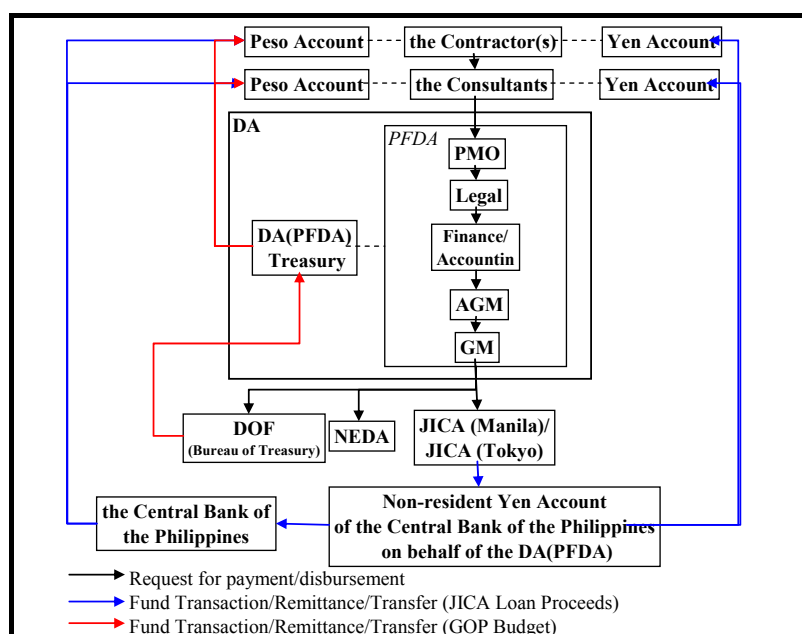 Peso Account the Contractor(s) Yen Account
Peso Account the Consultants Yen Account
DA
PFDA
PMO
Legal
DA(PFDA)
Treasury
Finance/
Accountin
AGM
GM
DOF
(Bureau of Treasury)
NEDA
JICA (Manila)/
JICA (Tokyo)
the Central Bank of
the Philippines
Non-resident Yen Account
of the Central Bank of the Philippines
on behalf of the DA(PFDA)
Request for payment/disbursement
Fund Transaction/Remittance/Transfer (JICA Loan Proceeds)
Fund Transaction/Remittance/Transfer (GOP Budget)